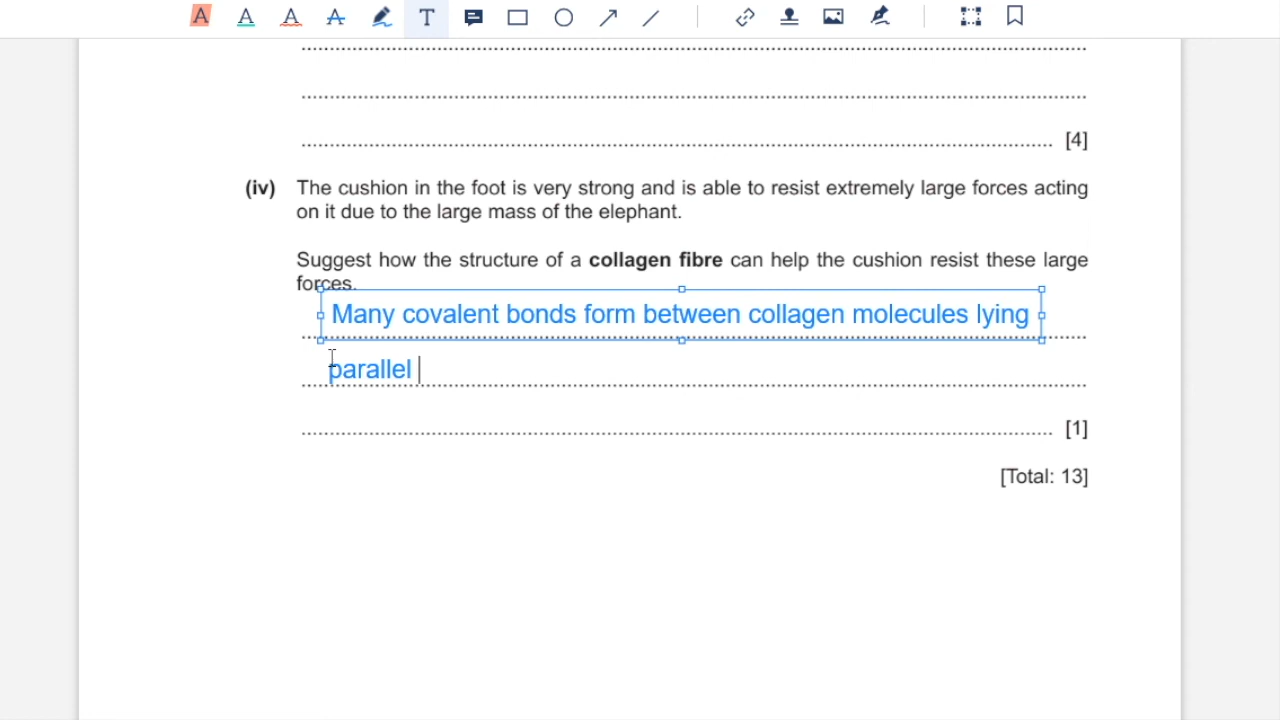 [4]
(iv) The cushion in the foot is very strong and is able to resist extremely large forces acting
on it due to the large mass of the elephant.
Suggest how the structure of a collagen fibre can help the cushion resist these large
forces.
Many covalent bonds form between collagen molecules lying
parallel
[1]
[Total: 13]